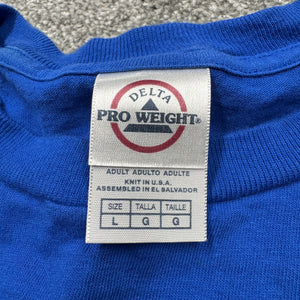 DELTA
PRO WEIGHT®
ADULT ADULTO ADULTE
KNIT IN U.S.A.
ASSEMBLED IN EL SALVADOR
SIZE TALLA TAILLE
L G G